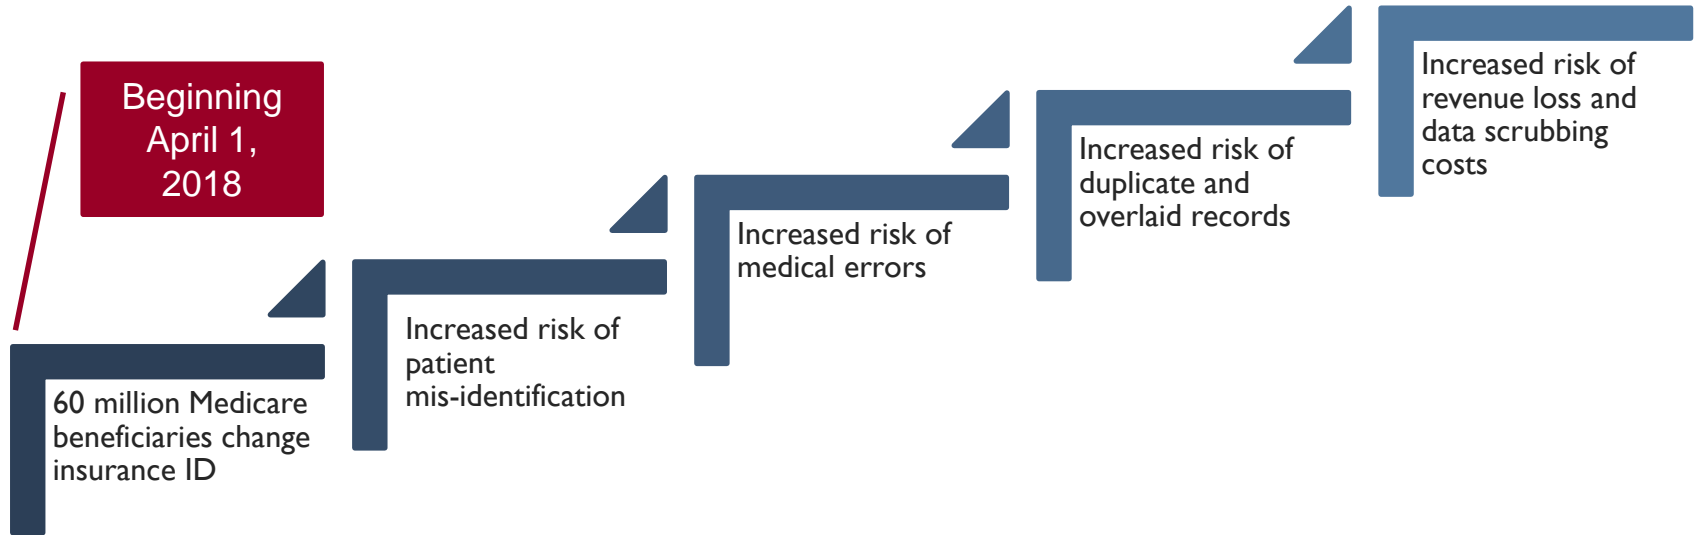 Beginning
April 1,
2018
60 million Medicare
beneficiaries change
insurance ID
Increased risk of
patient
mis-identification
Increased risk of
medical errors
Increased risk of
duplicate and
overlaid records
Increased risk of
revenue loss and
data scrubbing
costs